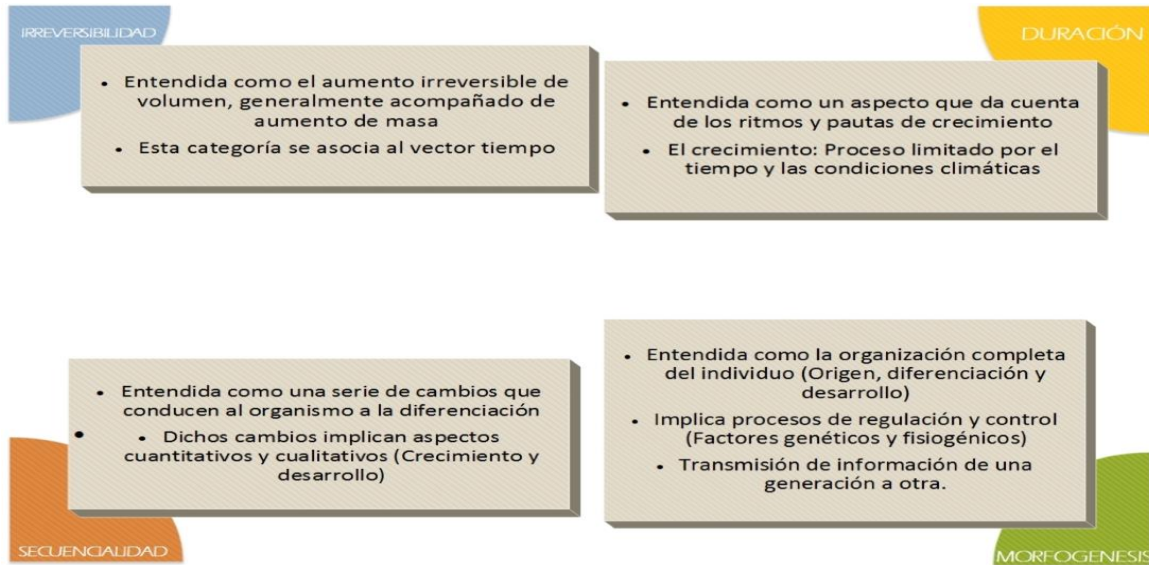 IRREVERSIBILIDAD
• Entendida como el aumento irreversible de
volumen, generalmente acompañado de
aumento de masa
• Esta categoría se asocia al vector tiempo
DURACIÓN
• Entendida como un aspecto que da cuenta
de los ritmos y pautas de crecimiento
• El crecimiento: Proceso limitado por el
tiempo y las condiciones climáticas
• Entendida como una serie de cambios que
conducen al organismo a la diferenciación
• • Dichos cambios implican aspectos
cuantitativos y cualitativos (Crecimiento y
desarrollo)
SECUENCIALIDAD
• Entendida como la organización completa
del individuo (Origen, diferenciación y
desarrollo)
• Implica procesos de regulación y control
(Factores genéticos y fisiogénicos)
• Transmisión de información de una
generación a otra.
MORFOGENESIS